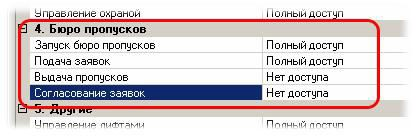 Управление охраной Полный доступ
4. Бюро пропусков
Запуск бюро пропусков Полный доступ
Подача заявок Полный доступ
Выдача пропусков Нет доступа
Согласование заявок Нет доступа
5. Другие
Управление лифтами Полный доступ